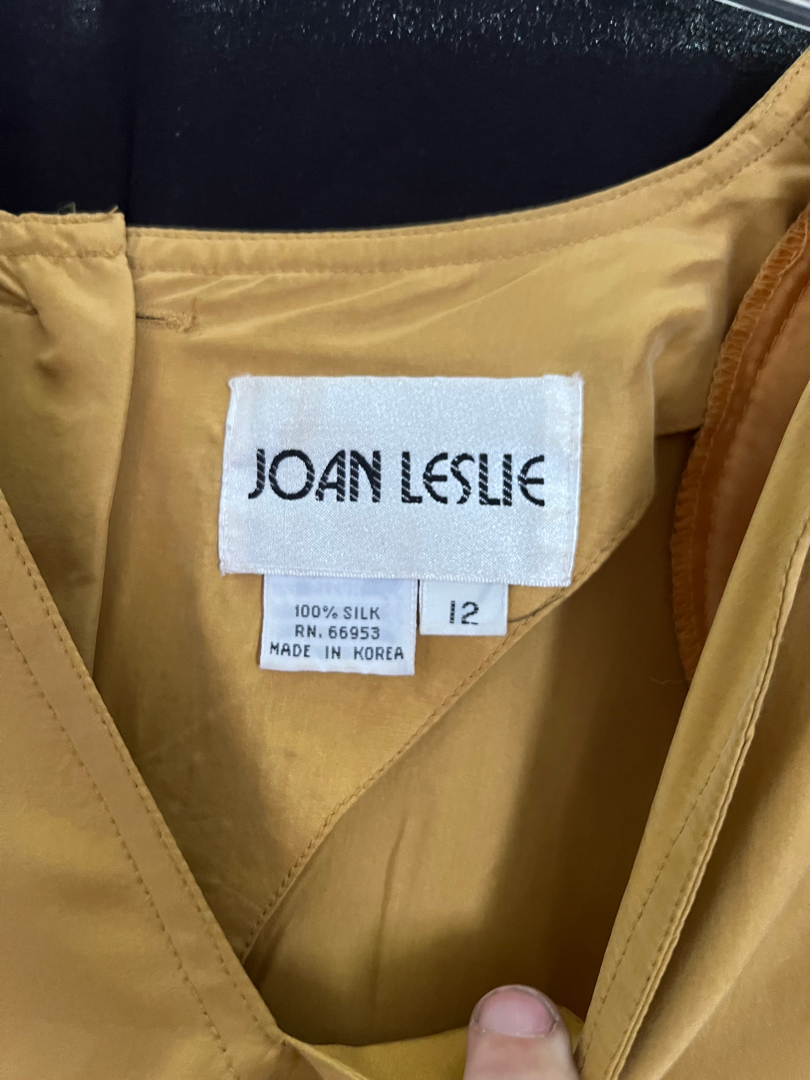 JOAN LESLIE
100% SILK
RN. 66953
MADE IN KOREA
12